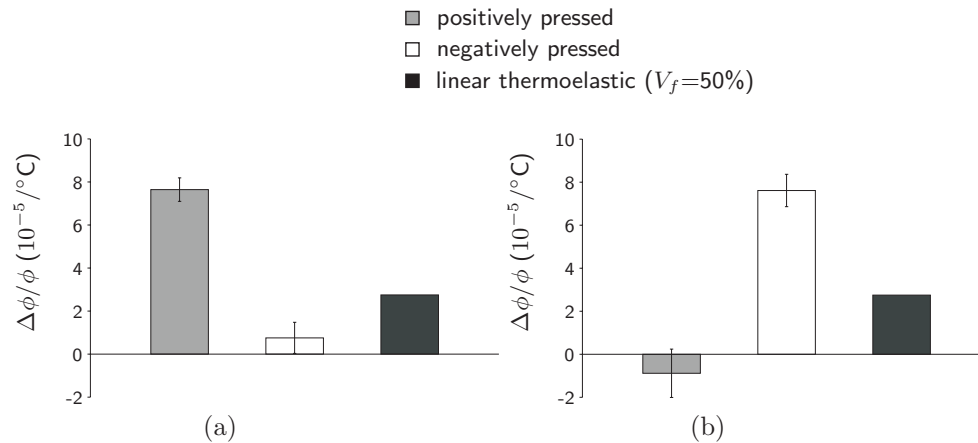 positively pressed
negatively pressed
linear thermoelastic (V_f=50%)
Δϕ/ϕ (10⁻⁵/°C)
10
8
6
4
2
0
-2
(a)
Δϕ/ϕ (10⁻⁵/°C)
10
8
6
4
2
0
-2
(b)